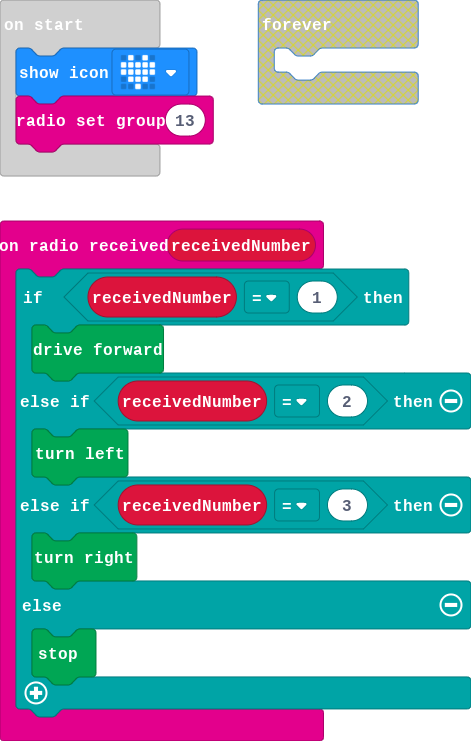 on start
forever
show icon
radio set group 13
on radio received receivedNumber
if receivedNumber = 1 then
drive forward
else if receivedNumber = 2 then
turn left
else if receivedNumber = 3 then
turn right
else
stop